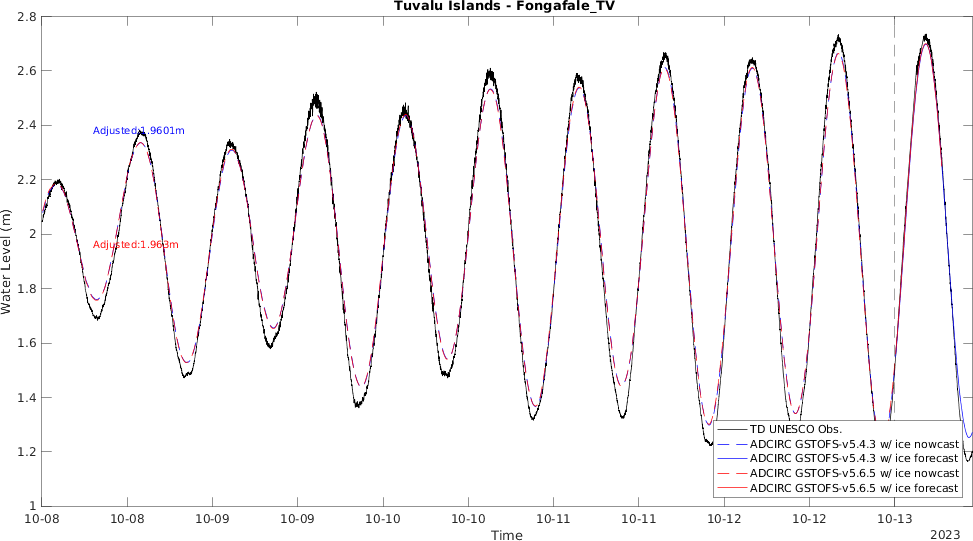 Tuvalu Islands - Fongafale_TV
2.8
2.6
2.4
2.2
2
1.8
1.6
1.4
1.2
1
Water Level (m)
Adjusted:1.9601m
Adjusted:1.963m
TD UNESCO Obs.
ADCIRC GSTOFS-v5.4.3 w/ ice nowcast
ADCIRC GSTOFS-v5.4.3 w/ ice forecast
ADCIRC GSTOFS-v5.6.5 w/ ice nowcast
ADCIRC GSTOFS-v5.6.5 w/ ice forecast
10-08 10-08 10-09 10-09 10-10 10-10 10-11 10-11 10-12 10-12 10-13
Time
2023